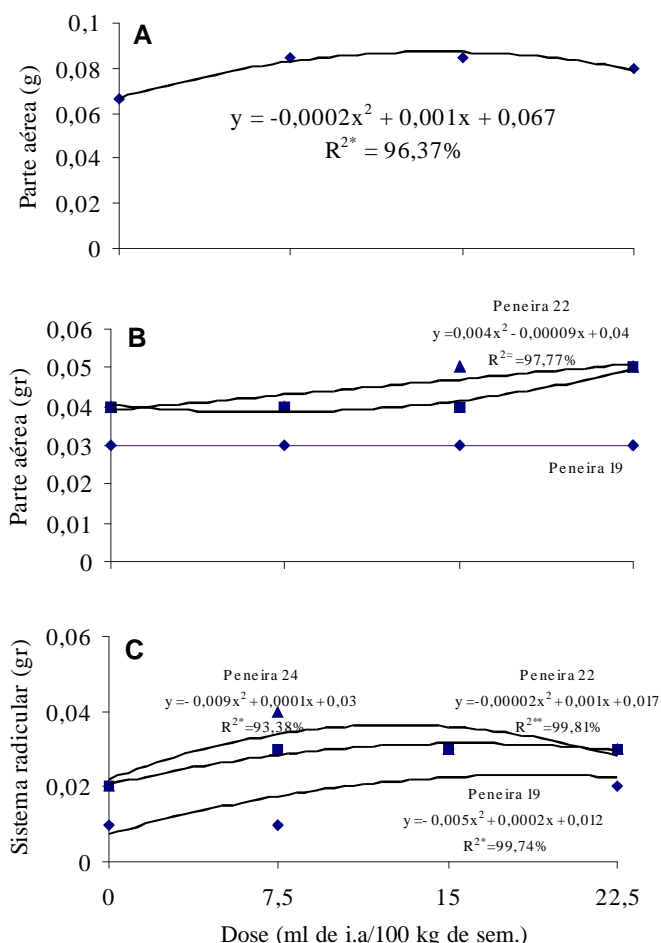 A
0,1
0,08
0,06
0,04
0,02
0
Parte aérea (g)
y = -0,0002x² + 0,001x + 0,067
R²* = 96,37%
B
0,06
0,05
0,04
0,03
0,02
0,01
0
Parte aérea (gr)
Peneira 22
y=0,004x² - 0,00009x + 0,04
R²⁼=97,77%
Peneira 19
C
0,06
0,04
0,02
0
Sistema radicular (gr)
Peneira 24
y=- 0,009x² + 0,0001x + 0,03
R²*=93,38%
Peneira 22
y=-0,00002x² + 0,001x + 0,017
R²**=99,81%
Peneira 19
y=- 0,005x² + 0,0002x + 0,012
R²*=99,74%
0 7,5 15 22,5
Dose (ml de i.a/100 kg de sem.)